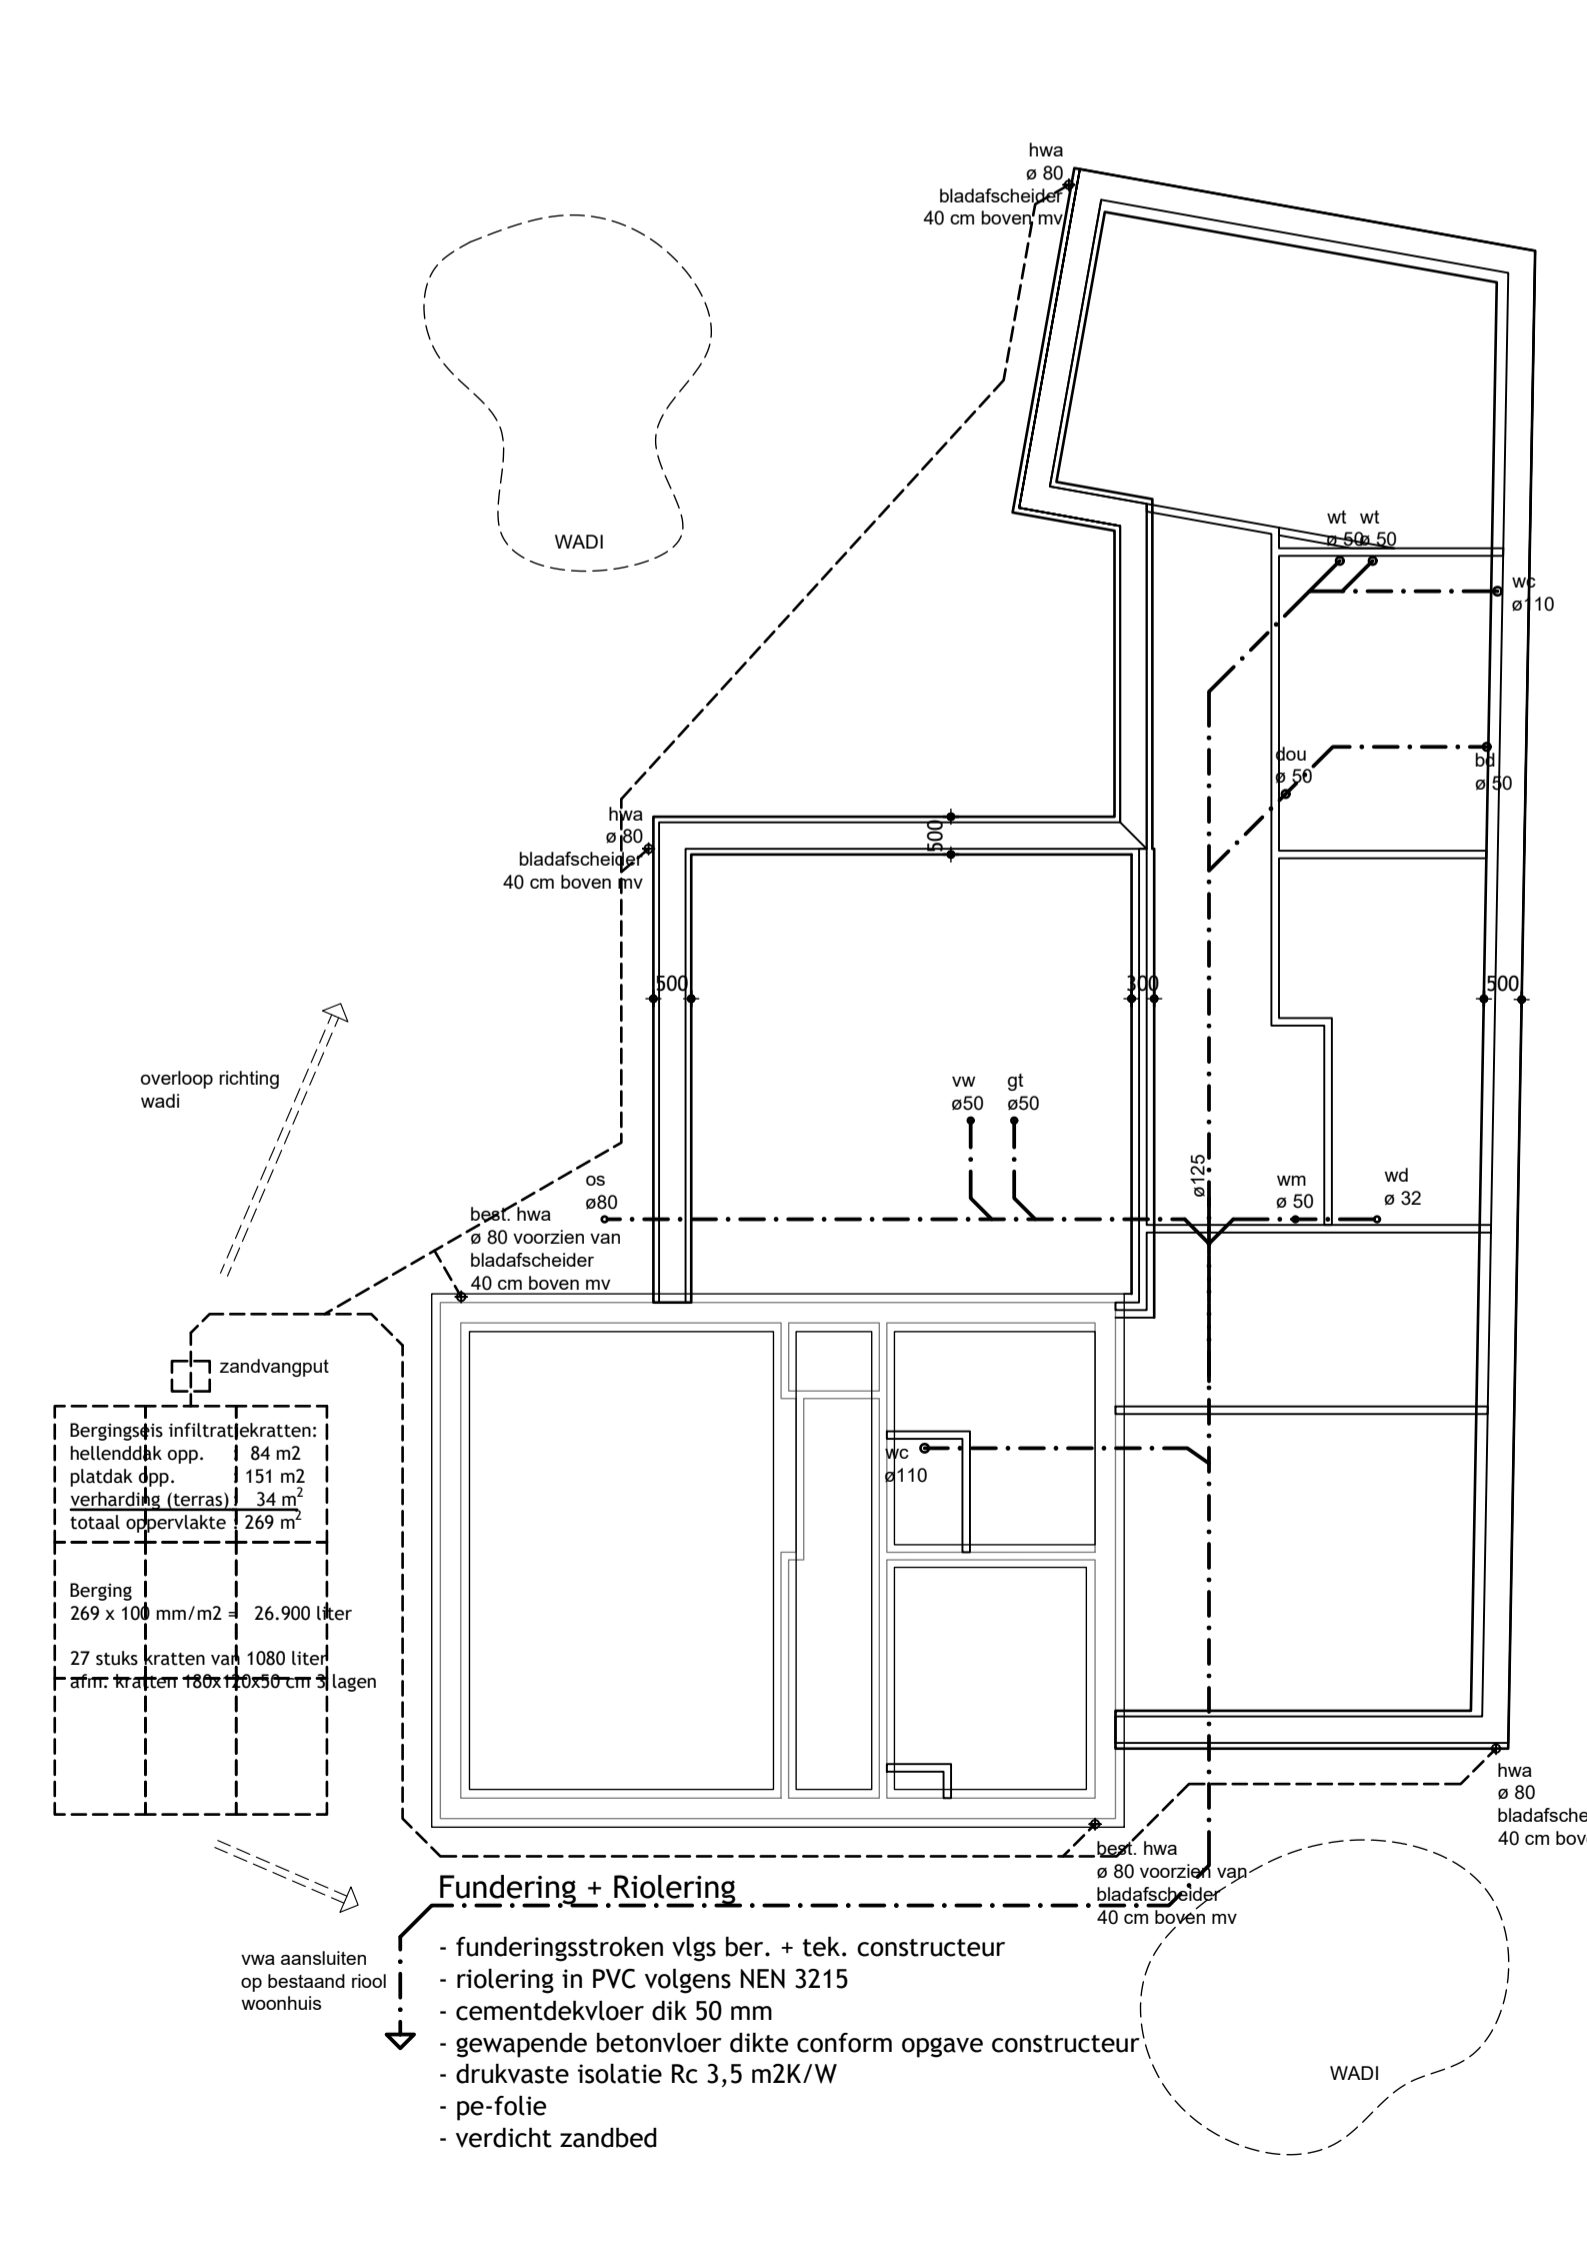 hwa
ø 80
bladafscheider
40 cm boven mv
WADI
wt wt
ø 50 ø 50
wc
ø110
dou
ø 50
bd
ø 50
hwa
ø 80
bladafscheider
40 cm boven mv
500
500
300
500
overloop richting
wadi
vw
ø50
gt
ø50
ø125
os
ø80
wm
ø 50
wd
ø 32
best. hwa
ø 80 voorzien van
bladafscheider
40 cm boven mv
zandvangput
Bergingseis infiltratiekratten:
hellenddak opp. : 84 m2
platdak opp. : 151 m2
verharding (terras) : 34 m²
totaal oppervlakte : 269 m²
Berging
269 x 100 mm/m2 = 26.900 liter
27 stuks kratten van 1080 liter
afm. kratten 180x120x50 cm 3 lagen
wc
ø110
hwa
ø 80
bladafsche
40 cm bov
best. hwa
ø 80 voorzien van
bladafscheider
40 cm boven mv
Fundering + Riolering
- funderingsstroken vlgs ber. + tek. constructeur
- riolering in PVC volgens NEN 3215
- cementdekvloer dik 50 mm
- gewapende betonvloer dikte conform opgave constructeur
- drukvaste isolatie Rc 3,5 m2K/W
- pe-folie
- verdicht zandbed
vwa aansluiten
op bestaand riool
woonhuis
WADI